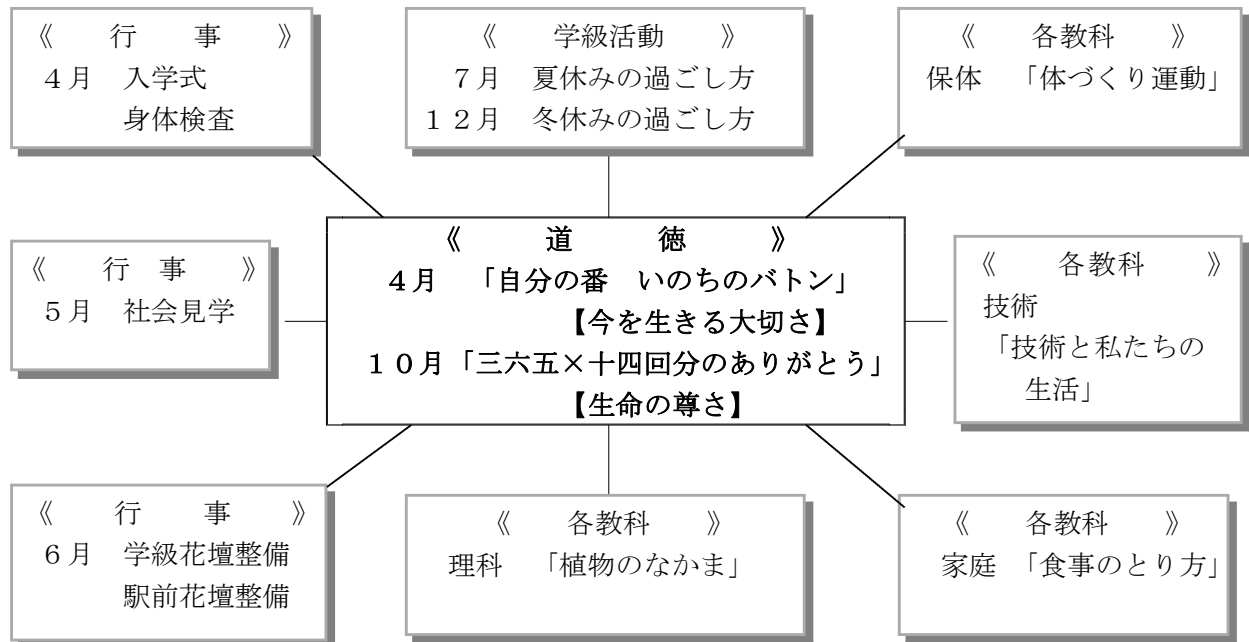 《　　行　　事　　》
４月　入学式
身体検査
《　　学級活動　　》
７月　夏休みの過ごし方
１２月　冬休みの過ごし方
《　　各教科　　》
保体　「体づくり運動」
《　　行　事　　》
５月　社会見学
《　　　道　　　徳　　　》
４月　「自分の番　いのちのバトン」
【今を生きる大切さ】
１０月「三六五×十四回分のありがとう」
【生命の尊さ】
《　　各教科　　》
技術
「技術と私たちの
生活」
《　　行　　事　　》
６月　学級花壇整備
駅前花壇整備
《　　各教科　　》
理科　「植物のなかま」
《　　各教科　　》
家庭　「食事のとり方」